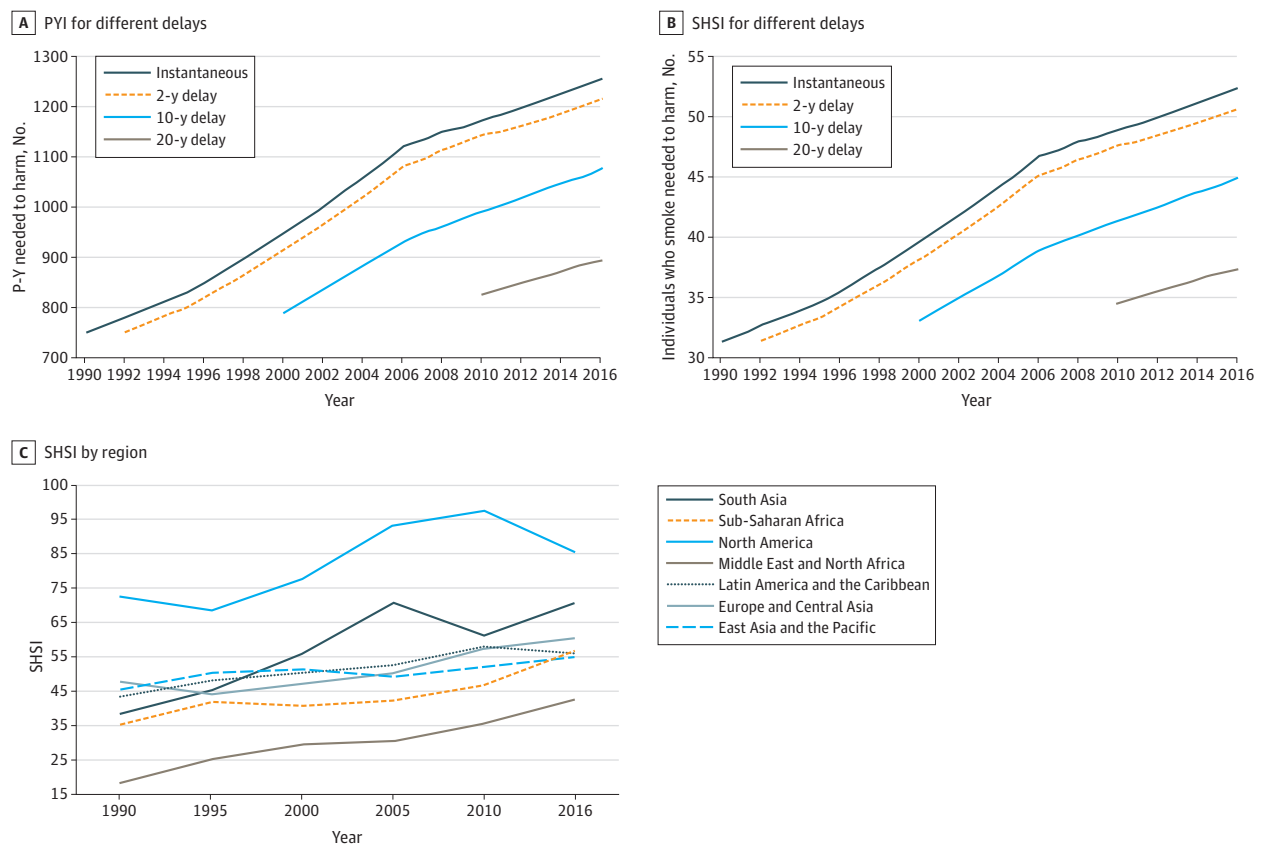 A PYI for different delays
1300
1200
1100
1000
900
800
700
P-Y needed to harm, No.
Instantaneous
2-y delay
10-y delay
20-y delay
1990 1992 1994 1996 1998 2000 2002 2004 2006 2008 2010 2012 2014 2016
Year
B SHSI for different delays
55
50
45
40
35
30
Individuals who smoke needed to harm, No.
Instantaneous
2-y delay
10-y delay
20-y delay
1990 1992 1994 1996 1998 2000 2002 2004 2006 2008 2010 2012 2014 2016
Year
C SHSI by region
100
95
85
75
65
55
45
35
25
15
SHSI
1990 1995 2000 2005 2010 2016
Year
South Asia
Sub-Saharan Africa
North America
Middle East and North Africa
Latin America and the Caribbean
Europe and Central Asia
East Asia and the Pacific